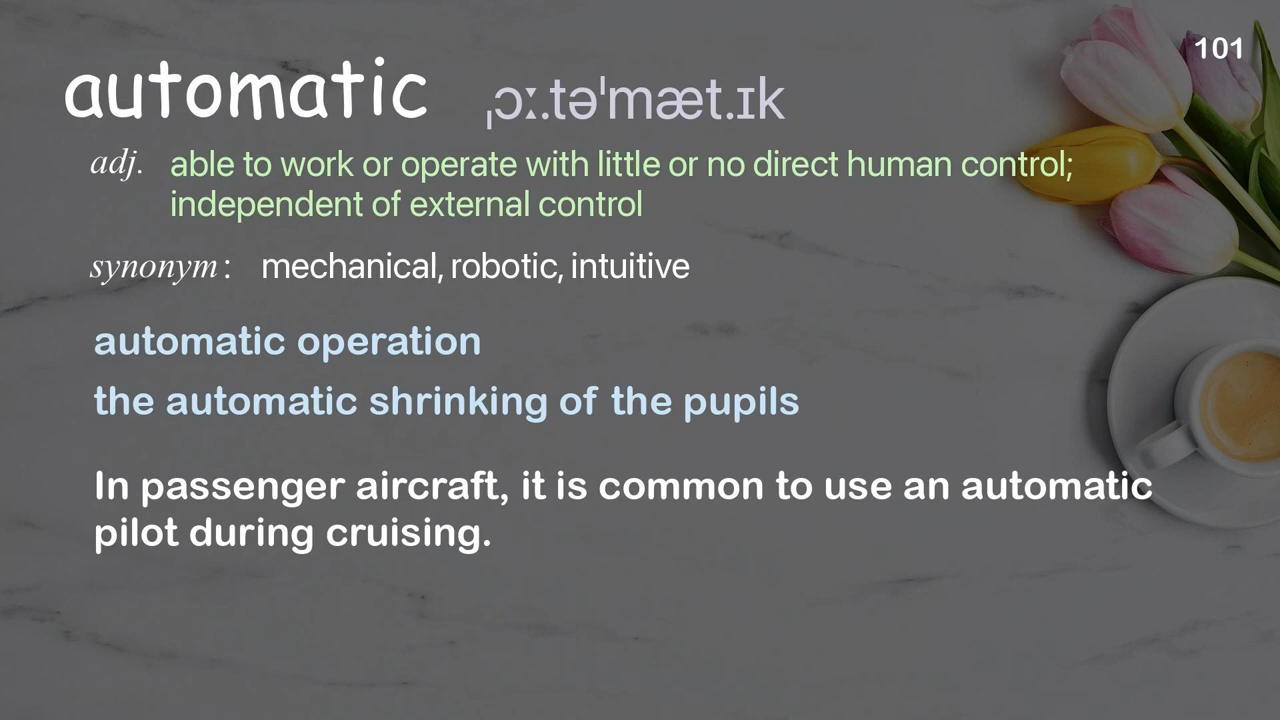 101
automatic ˌɔː.təˈmæt.ɪk
adj. able to work or operate with little or no direct human control;
independent of external control
synonym : mechanical, robotic, intuitive
automatic operation
the automatic shrinking of the pupils
In passenger aircraft, it is common to use an automatic
pilot during cruising.